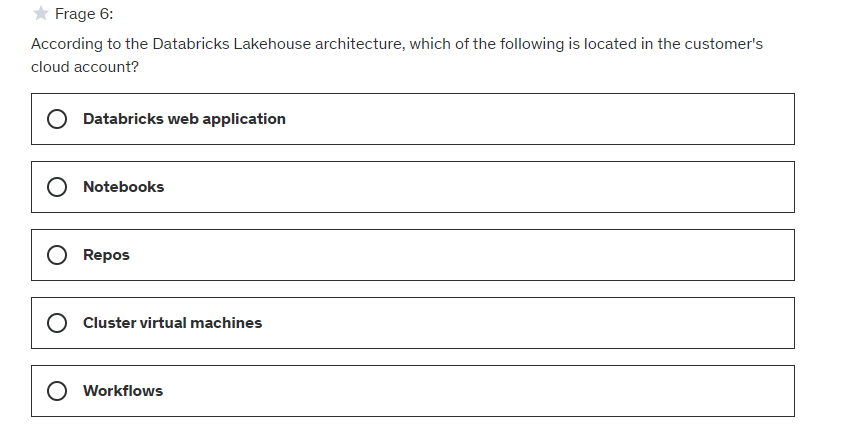 Frage 6:
According to the Databricks Lakehouse architecture, which of the following is located in the customer's
cloud account?
Databricks web application
Notebooks
Repos
Cluster virtual machines
Workflows